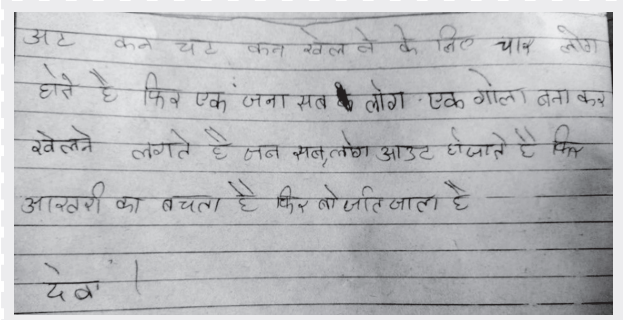 अट कन चट कन खेलने के लिए चार लोग
होते है फिर एक जना सब लोग एक गोला बना कर
खेलने लगते है जब सब लोग आउट होजाते है फिर
आखरी का बचता है फिर वो जीत जाता है
देवा